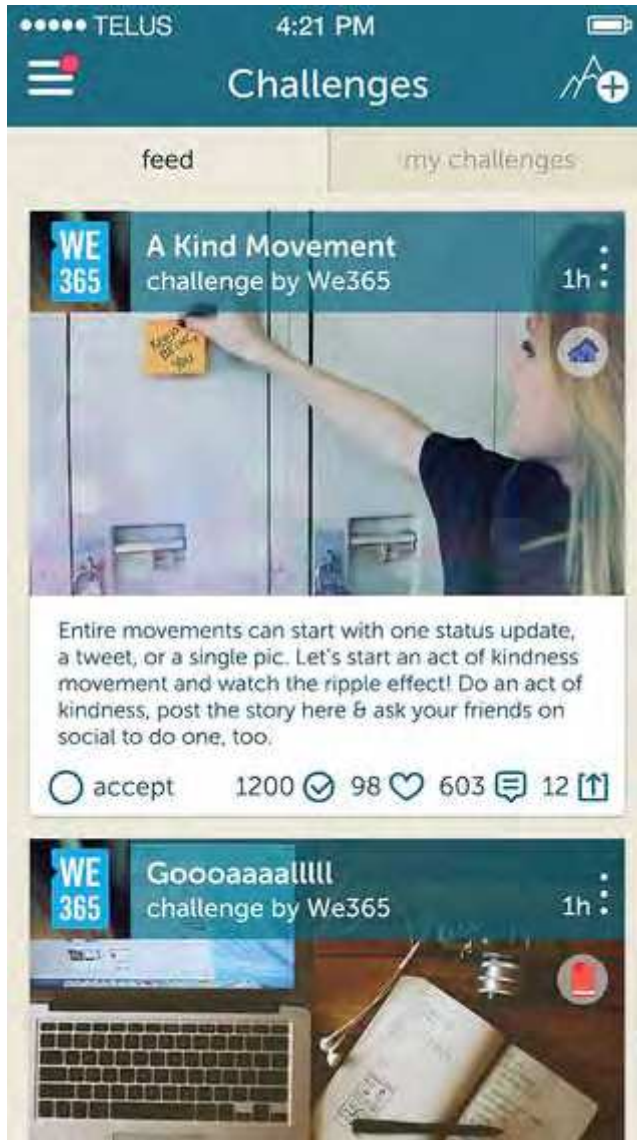 TELUS 4:21 PM
Challenges
feed my challenges
WE
365
A Kind Movement
challenge by We365
1h
Entire movements can start with one status update,
a tweet, or a single pic. Let's start an act of kindness
movement and watch the ripple effect! Do an act of
kindness, post the story here & ask your friends on
social to do one, too.
accept 1200 98 603 12
WE
365
Goooaaaalllll
challenge by We365
1h